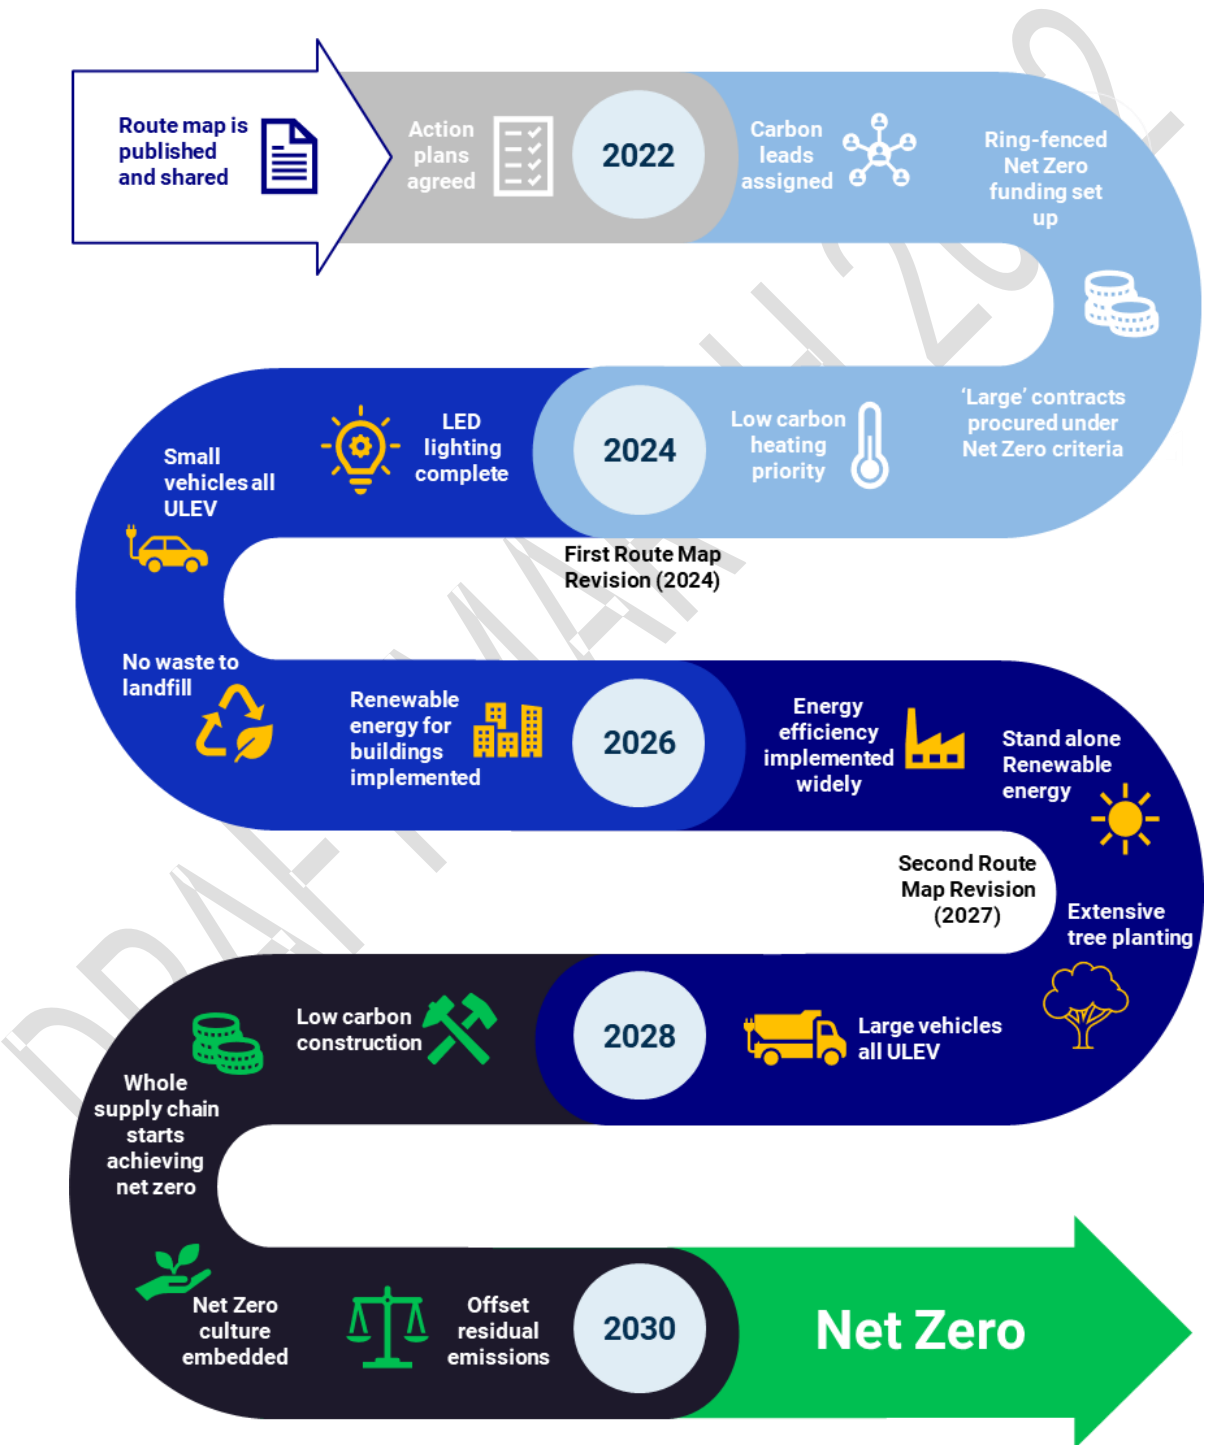 Route map is
published
and shared
Action
plans
agreed
2022
Carbon
leads
assigned
Ring-fenced
Net Zero
funding set
up
'Large' contracts
procured under
Net Zero criteria
Low carbon
heating
priority
2024
First Route Map
Revision (2024)
LED
lighting
complete
Small
vehicles all
ULEV
No waste to
landfill
Renewable
energy for
buildings
implemented
2026
Energy
efficiency
implemented
widely
Stand alone
Renewable
energy
Second Route
Map Revision
(2027)
Extensive
tree planting
Large vehicles
all ULEV
2028
Low carbon
construction
Whole
supply chain
starts
achieving
net zero
Net Zero
culture
embedded
Offset
residual
emissions
2030
Net Zero
DRAFT MARCH 2022